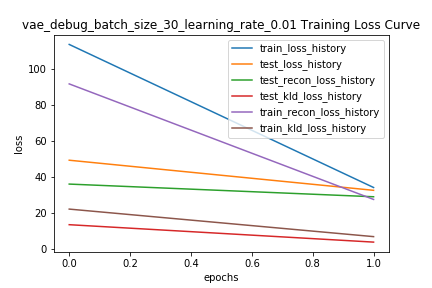 vae_debug_batch_size_30_learning_rate_0.01 Training Loss Curve
train_loss_history
test_loss_history
test_recon_loss_history
test_kld_loss_history
train_recon_loss_history
train_kld_loss_history
loss
100
80
60
40
20
0
0.0 0.2 0.4 0.6 0.8 1.0
epochs